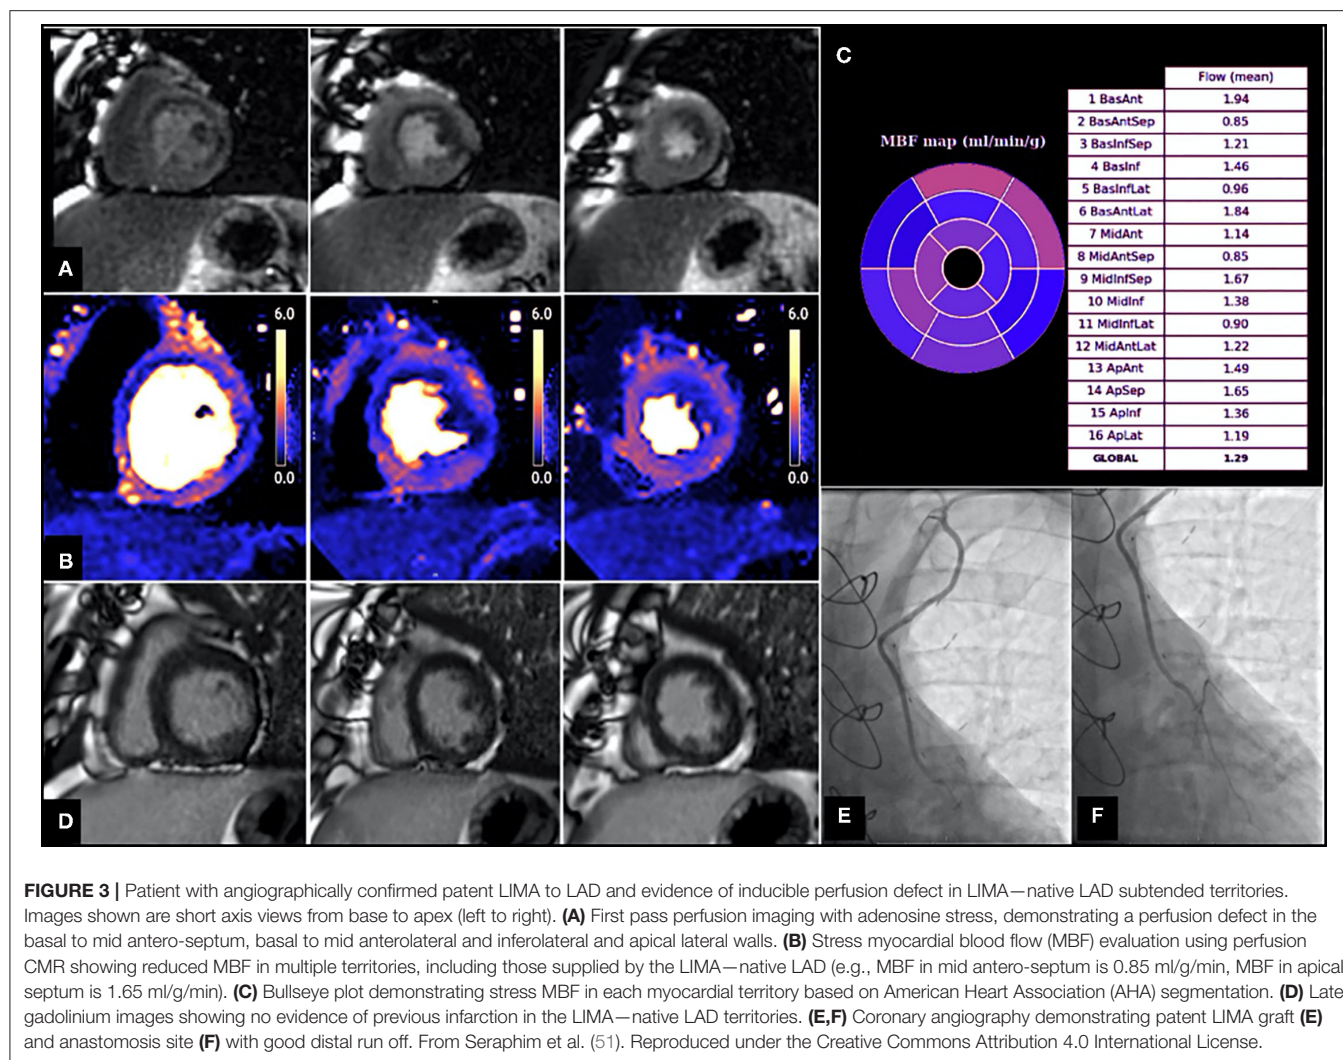 A
C
MBF map (ml/min/g)
Flow (mean)
1 BasAnt 1.94
2 BasAntSep 0.85
3 BasInfSep 1.21
4 BasInf 1.46
5 BasInfLat 0.96
6 BasAntLat 1.84
7 MidAnt 1.14
8 MidAntSep 0.85
9 MidInfSep 1.67
10 MidInf 1.38
11 MidInfLat 0.90
12 MidAntLat 1.22
13 ApAnt 1.49
14 ApSep 1.65
15 ApInf 1.36
16 ApLat 1.19
GLOBAL 1.29
6.0 6.0 6.0
0.0 0.0 0.0
B
D
E
F
FIGURE 3 | Patient with angiographically confirmed patent LIMA to LAD and evidence of inducible perfusion defect in LIMA—native LAD subtended territories.
Images shown are short axis views from base to apex (left to right). (A) First pass perfusion imaging with adenosine stress, demonstrating a perfusion defect in the
basal to mid antero-septum, basal to mid anterolateral and inferolateral and apical lateral walls. (B) Stress myocardial blood flow (MBF) evaluation using perfusion
CMR showing reduced MBF in multiple territories, including those supplied by the LIMA—native LAD (e.g., MBF in mid antero-septum is 0.85 ml/g/min, MBF in apical
septum is 1.65 ml/g/min). (C) Bullseye plot demonstrating stress MBF in each myocardial territory based on American Heart Association (AHA) segmentation. (D) Late
gadolinium images showing no evidence of previous infarction in the LIMA—native LAD territories. (E,F) Coronary angiography demonstrating patent LIMA graft (E)
and anastomosis site (F) with good distal run off. From Seraphim et al. (51). Reproduced under the Creative Commons Attribution 4.0 International License.